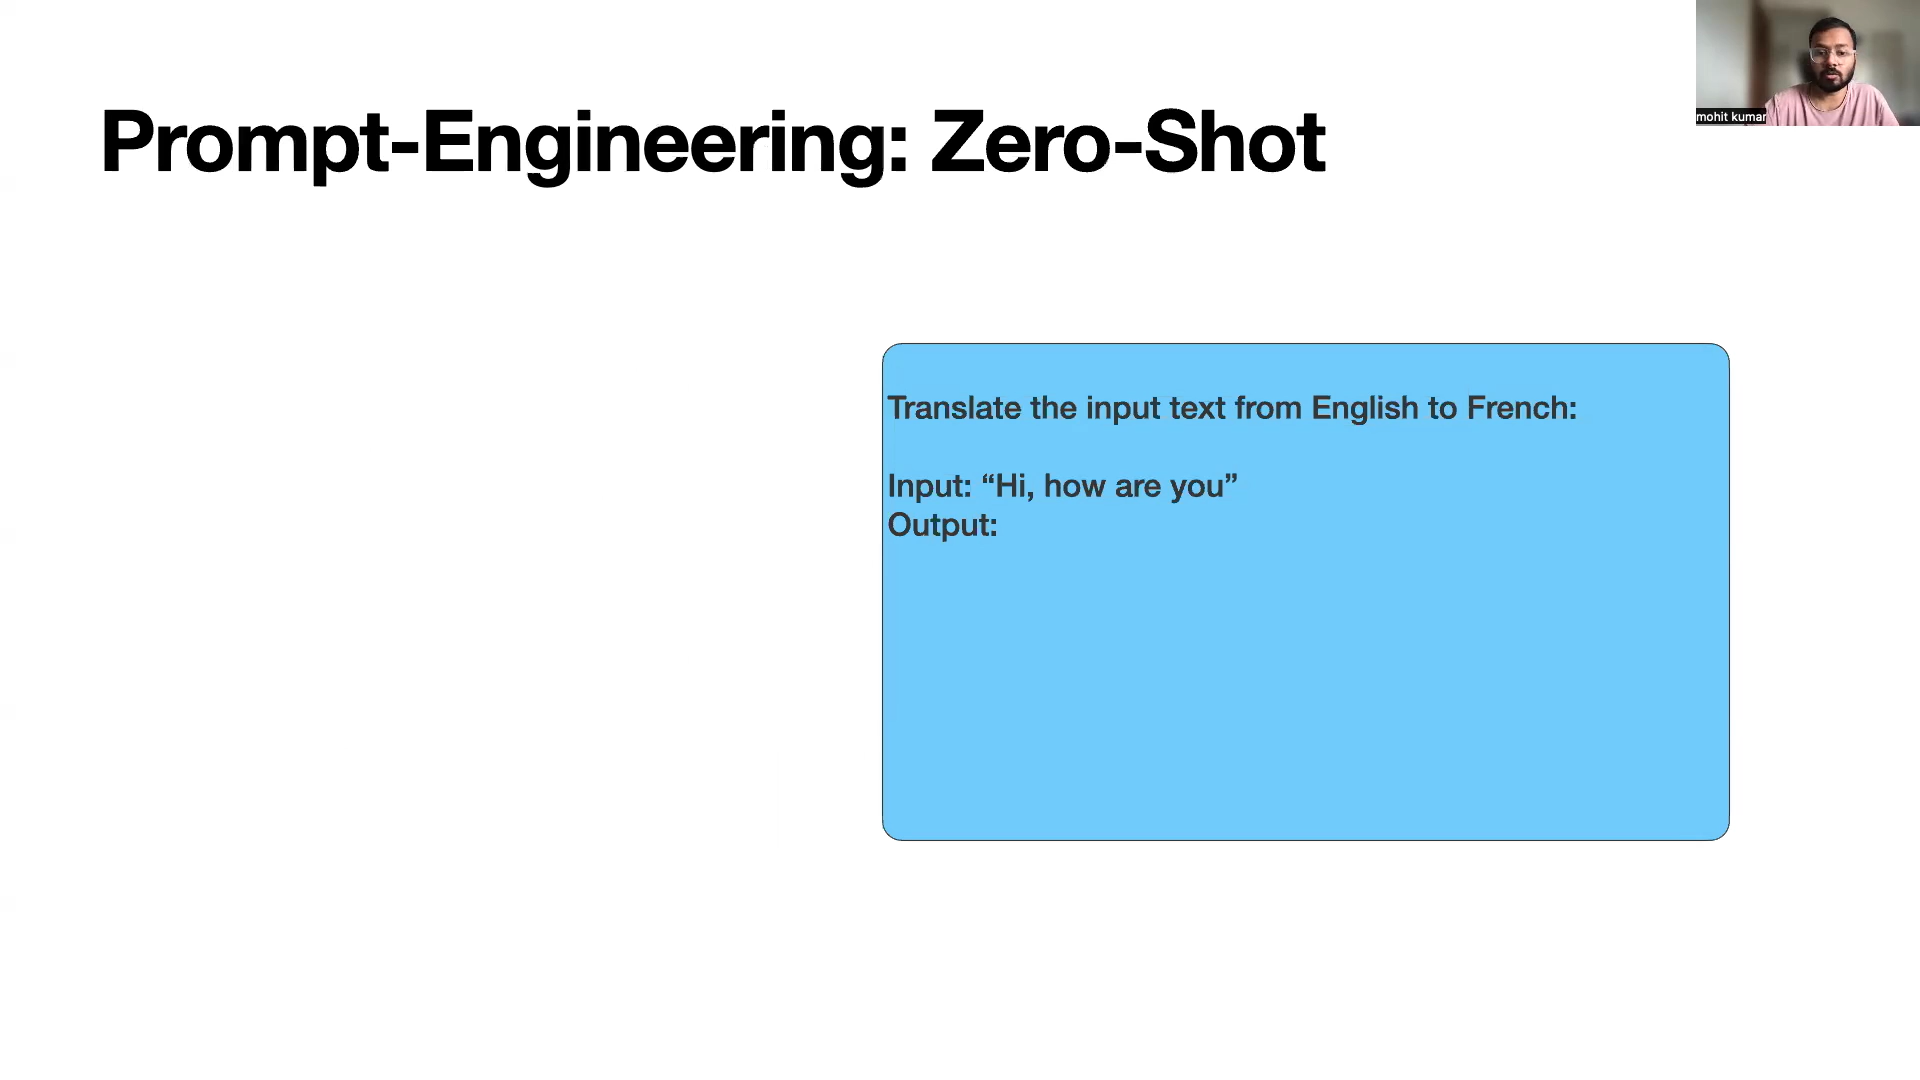 Prompt-Engineering: Zero-Shot
mohit kumar
Translate the input text from English to French:
Input: “Hi, how are you”
Output: